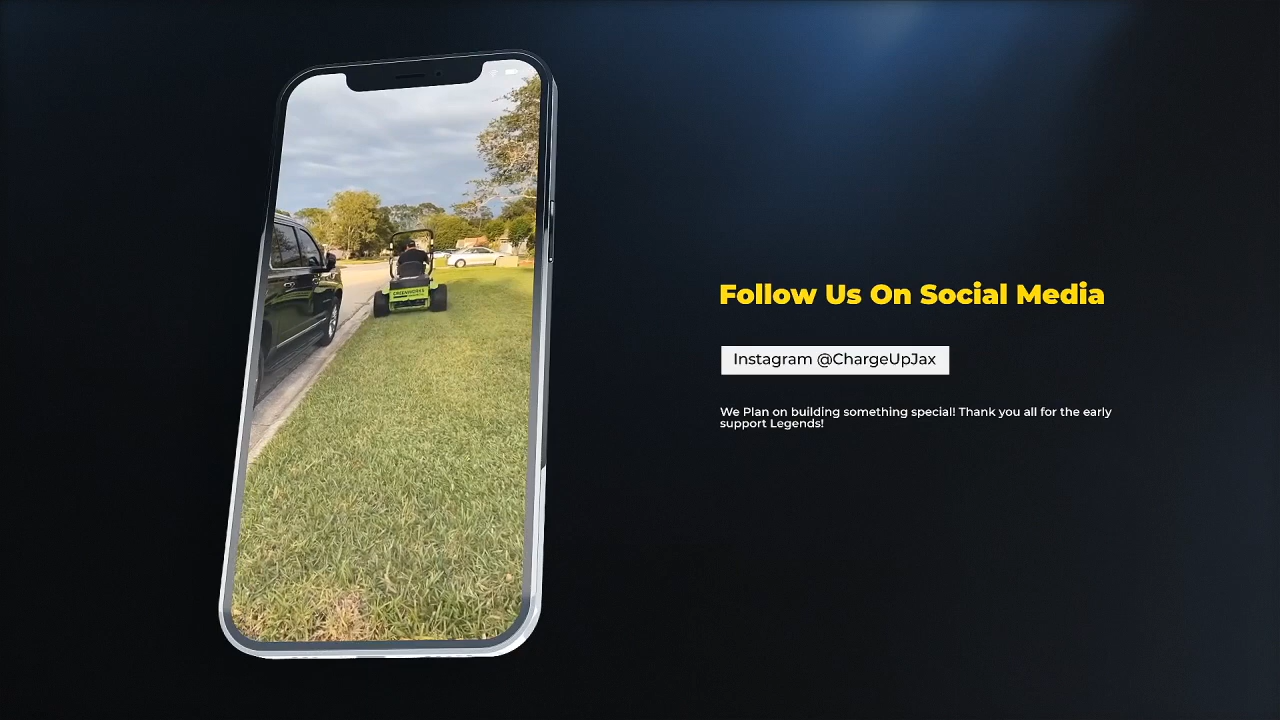 Follow Us On Social Media
Instagram @ChargeUpJax
We Plan on building something special! Thank you all for the early
support Legends!
GREENWORKS